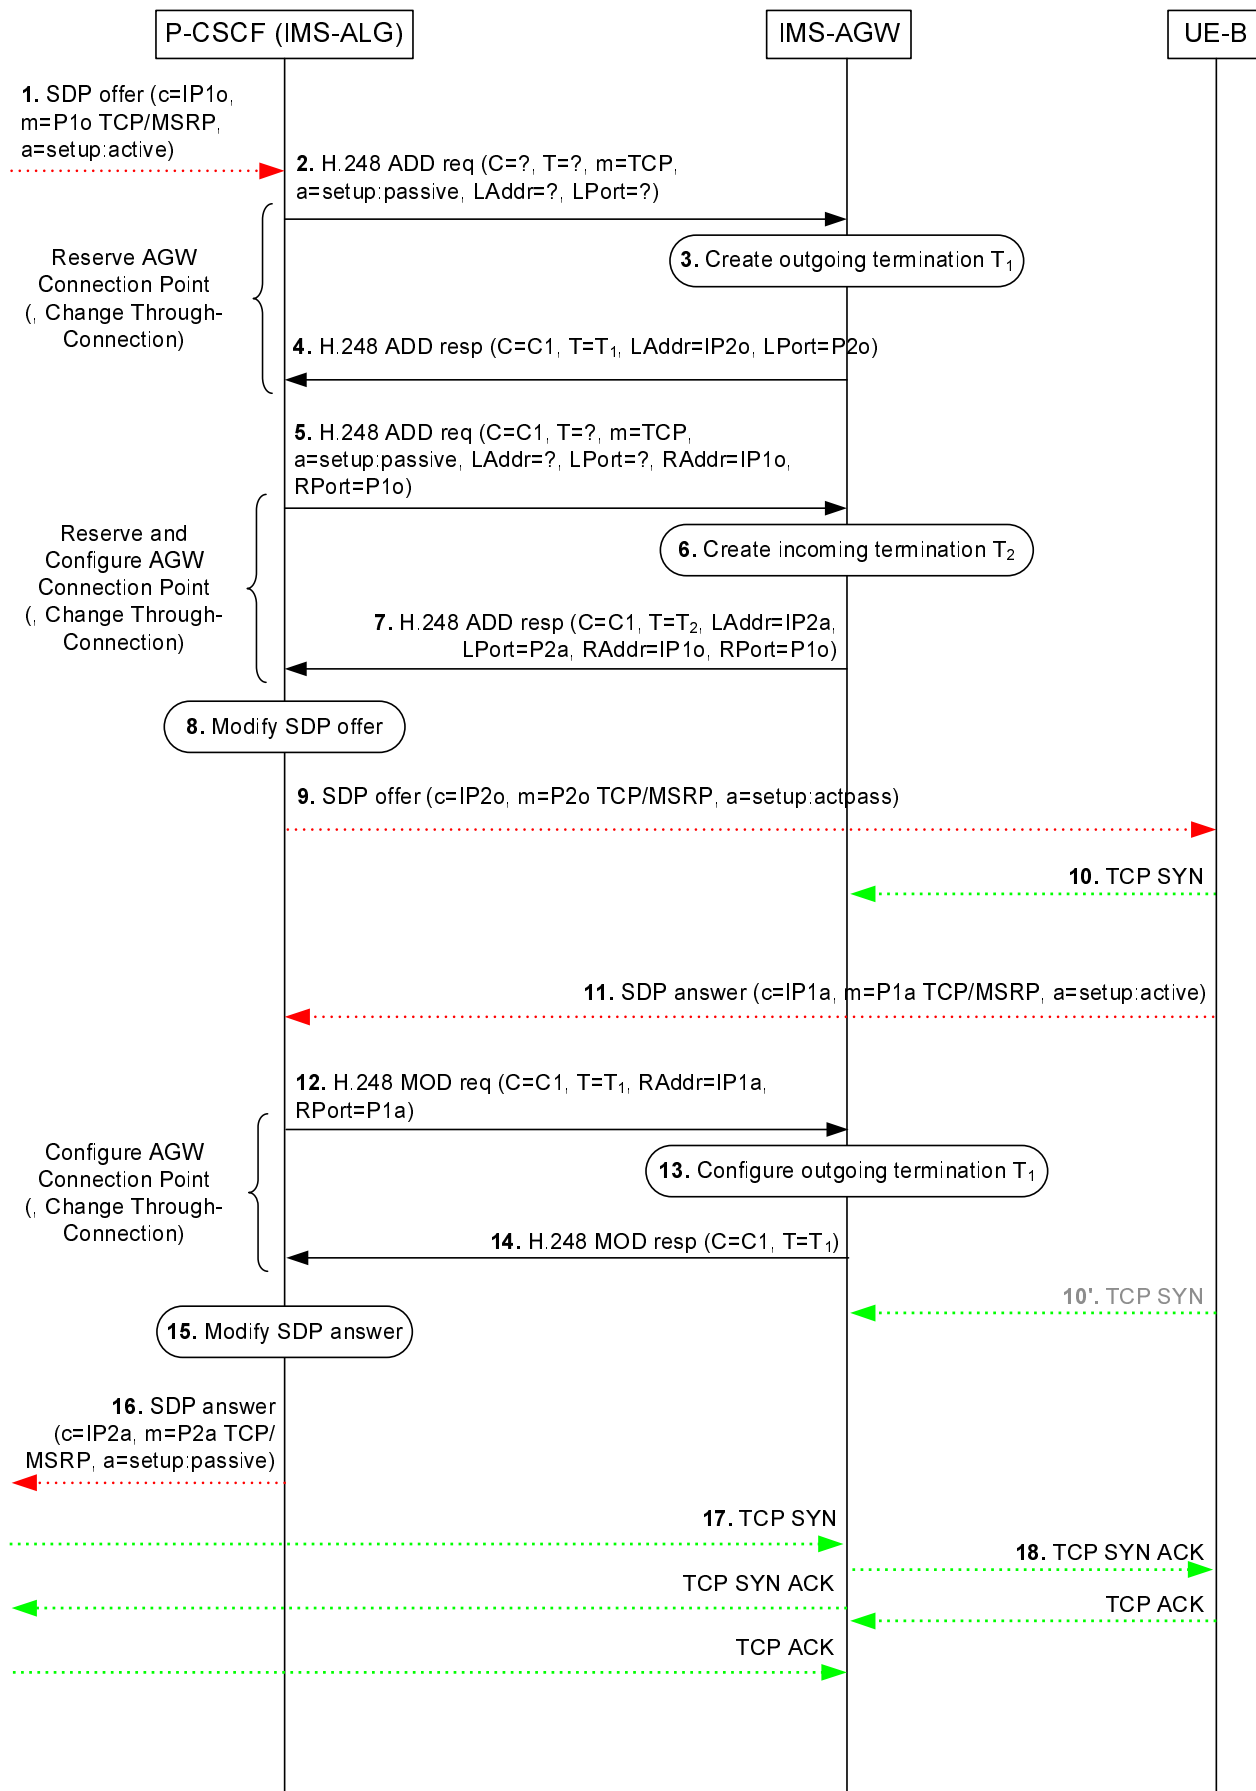 P-CSCF (IMS-ALG)
IMS-AGW
UE-B
1. SDP offer (c=IP1o,
m=P1o TCP/MSRP,
a=setup:active)
2. H.248 ADD req (C=?, T=?, m=TCP,
a=setup:passive, LAddr=?, LPort=?)
Reserve AGW
Connection Point
(, Change Through-
Connection)
3. Create outgoing termination T1
4. H.248 ADD resp (C=C1, T=T1, LAddr=IP2o, LPort=P2o)
5. H.248 ADD req (C=C1, T=?, m=TCP,
a=setup:passive, LAddr=?, LPort=?, RAddr=IP1o,
RPort=P1o)
Reserve and
Configure AGW
Connection Point
(, Change Through-
Connection)
6. Create incoming termination T2
7. H.248 ADD resp (C=C1, T=T2, LAddr=IP2a,
LPort=P2a, RAddr=IP1o, RPort=P1o)
8. Modify SDP offer
9. SDP offer (c=IP2o, m=P2o TCP/MSRP, a=setup:actpass)
10. TCP SYN
11. SDP answer (c=IP1a, m=P1a TCP/MSRP, a=setup:active)
12. H.248 MOD req (C=C1, T=T1, RAddr=IP1a,
RPort=P1a)
Configure AGW
Connection Point
(, Change Through-
Connection)
13. Configure outgoing termination T1
14. H.248 MOD resp (C=C1, T=T1)
10'. TCP SYN
15. Modify SDP answer
16. SDP answer
(c=IP2a, m=P2a TCP/
MSRP, a=setup:passive)
17. TCP SYN
18. TCP SYN ACK
TCP SYN ACK
TCP ACK
TCP ACK